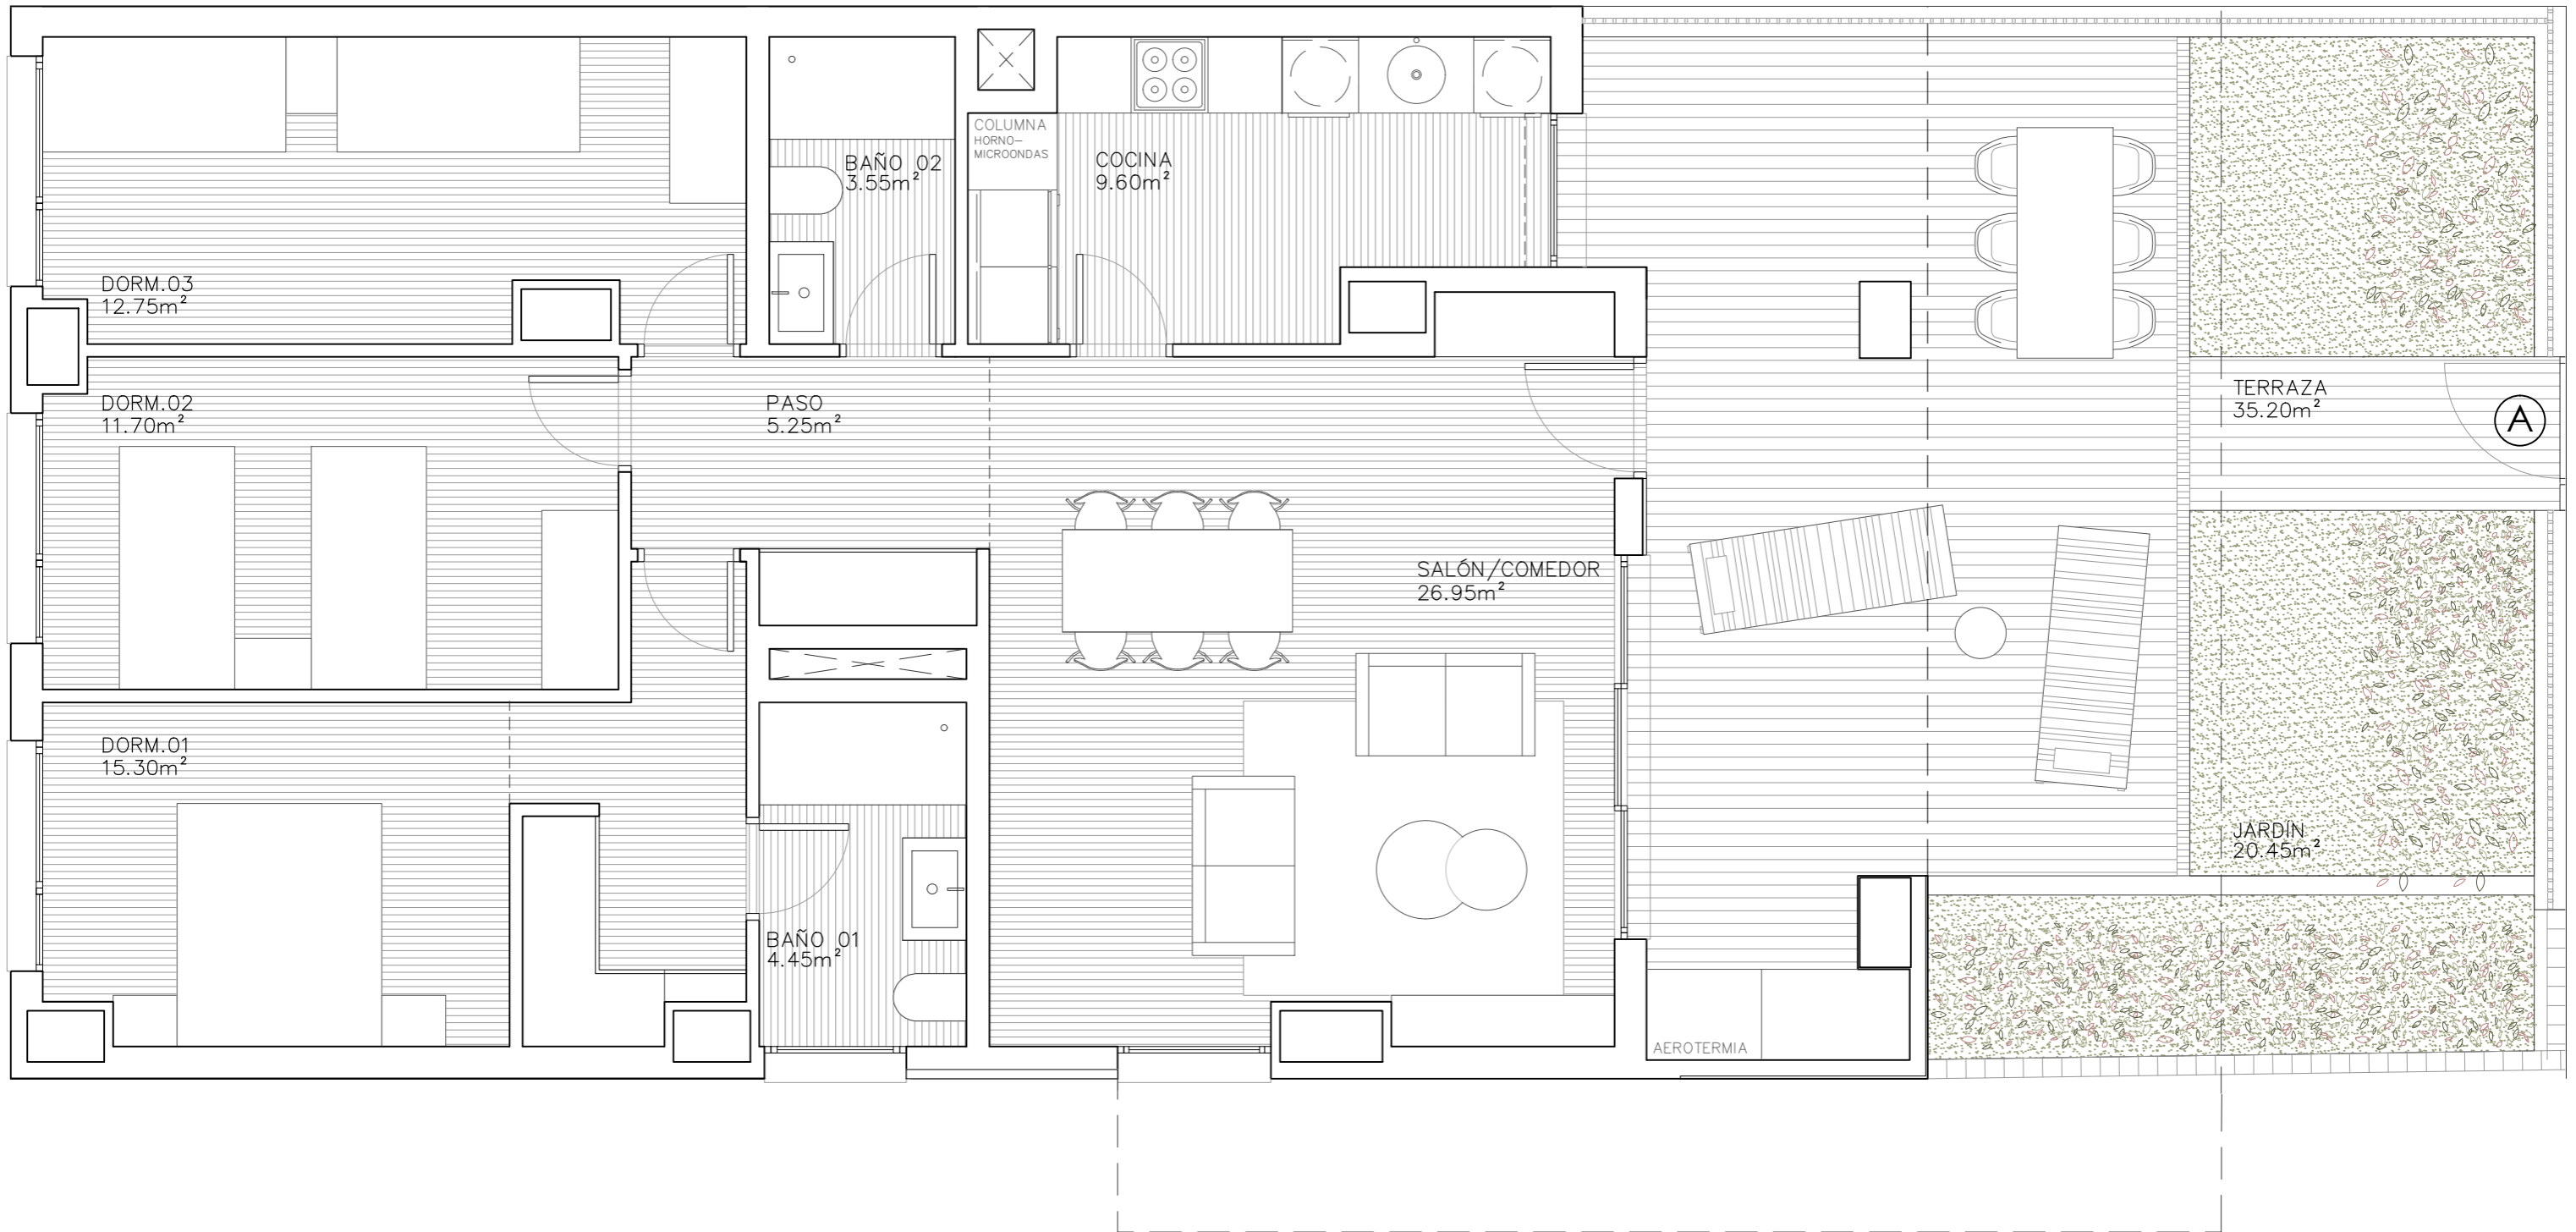 COLUMNA
HORNO-
MICROONDAS
BAÑO 02
3.55m²
COCINA
9.60m²
DORM.03
12.75m²
DORM.02
11.70m²
PASO
5.25m²
TERRAZA
35.20m²
A
SALÓN/COMEDOR
26.95m²
DORM.01
15.30m²
JARDÍN
20.45m²
BAÑO 01
4.45m²
AEROTERMIA